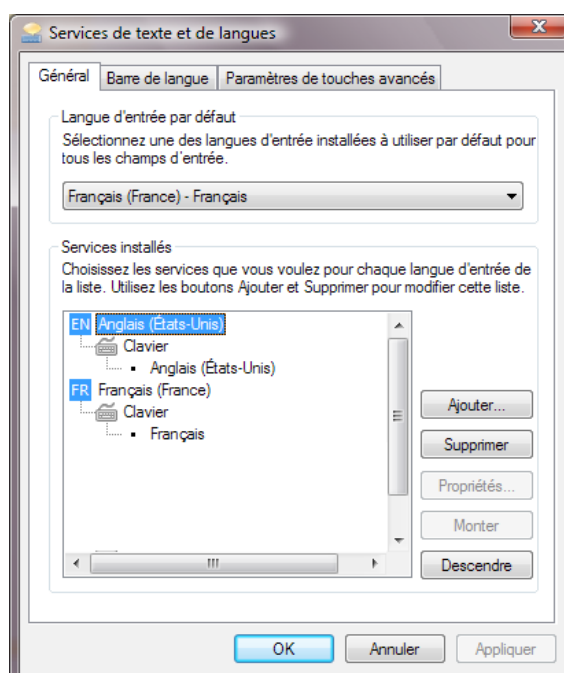 Services de texte et de langues
Général
Barre de langue
Paramètres de touches avancés
Langue d'entrée par défaut
Sélectionnez une des langues d'entrée installées à utiliser par défaut pour
tous les champs d'entrée.
Français (France) - Français
Services installés
Choisissez les services que vous voulez pour chaque langue d'entrée de
la liste. Utilisez les boutons Ajouter et Supprimer pour modifier cette liste.
EN Anglais (États-Unis)
Clavier
Anglais (États-Unis)
FR Français (France)
Clavier
Français
Ajouter...
Supprimer
Propriétés...
Monter
Descendre
OK
Annuler
Appliquer